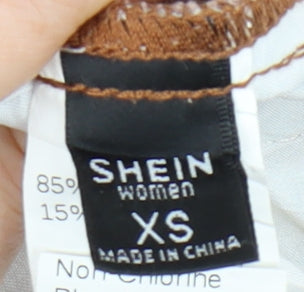 SHEIN
85%
women
15%
XS
MADE IN CHINA
Non-Chlorine